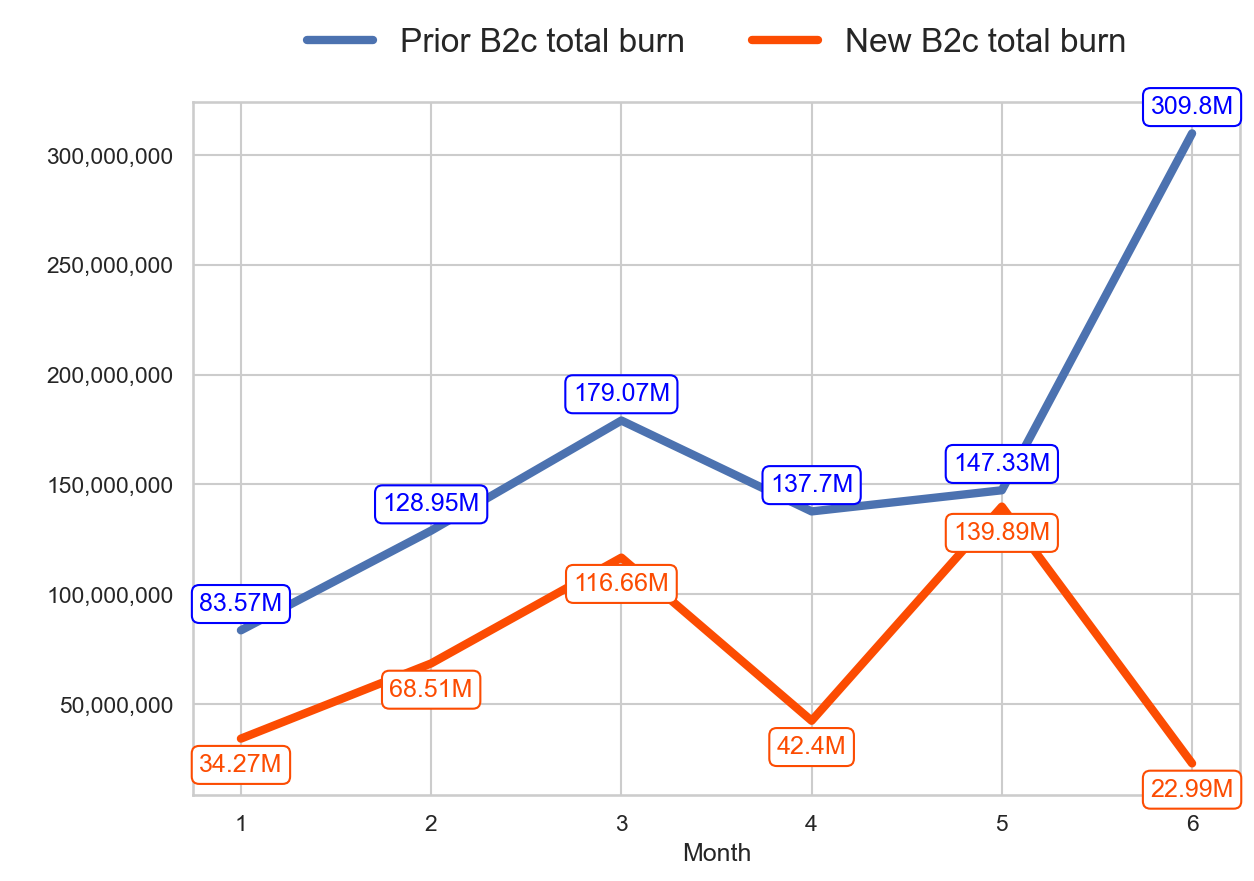 Prior B2c total burn New B2c total burn
309.8M
300,000,000
250,000,000
200,000,000
179.07M
150,000,000
147.33M
137.7M
128.95M
139.89M
100,000,000
83.57M
116.66M
50,000,000
68.51M
42.4M
34.27M
22.99M
1 2 3 4 5 6
Month